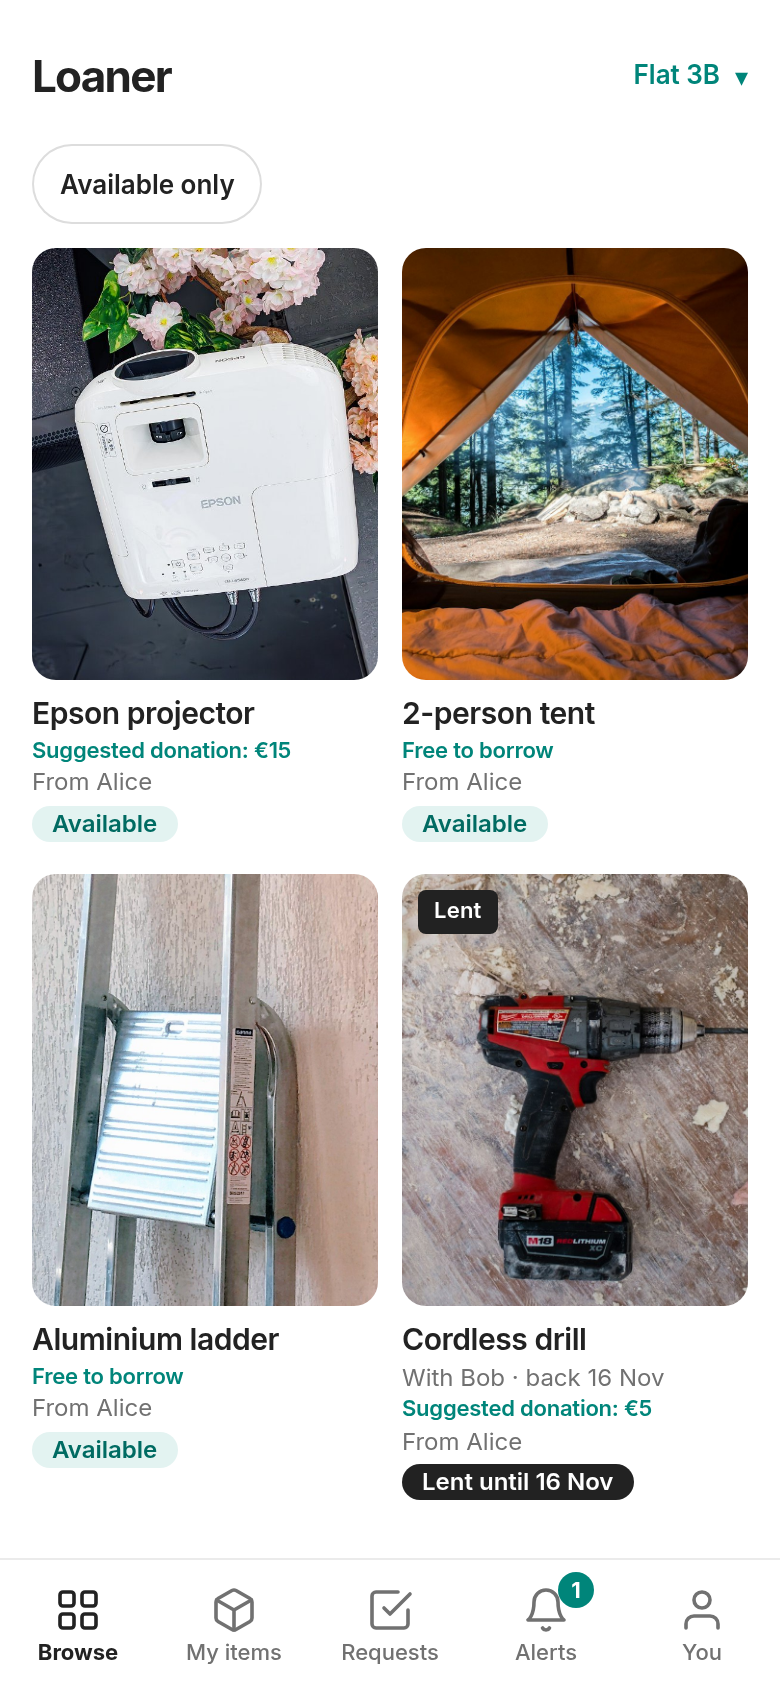 Loaner
Flat 3B ▾
Available only
EPSON
Epson projector
Suggested donation: €15
From Alice
Available
2-person tent
Free to borrow
From Alice
Available
Aluminium ladder
Free to borrow
From Alice
Available
Lent
M18 REDLITHIUM
XC
Cordless drill
With Bob · back 16 Nov
Suggested donation: €5
From Alice
Lent until 16 Nov
Browse
My items
Requests
1
Alerts
You